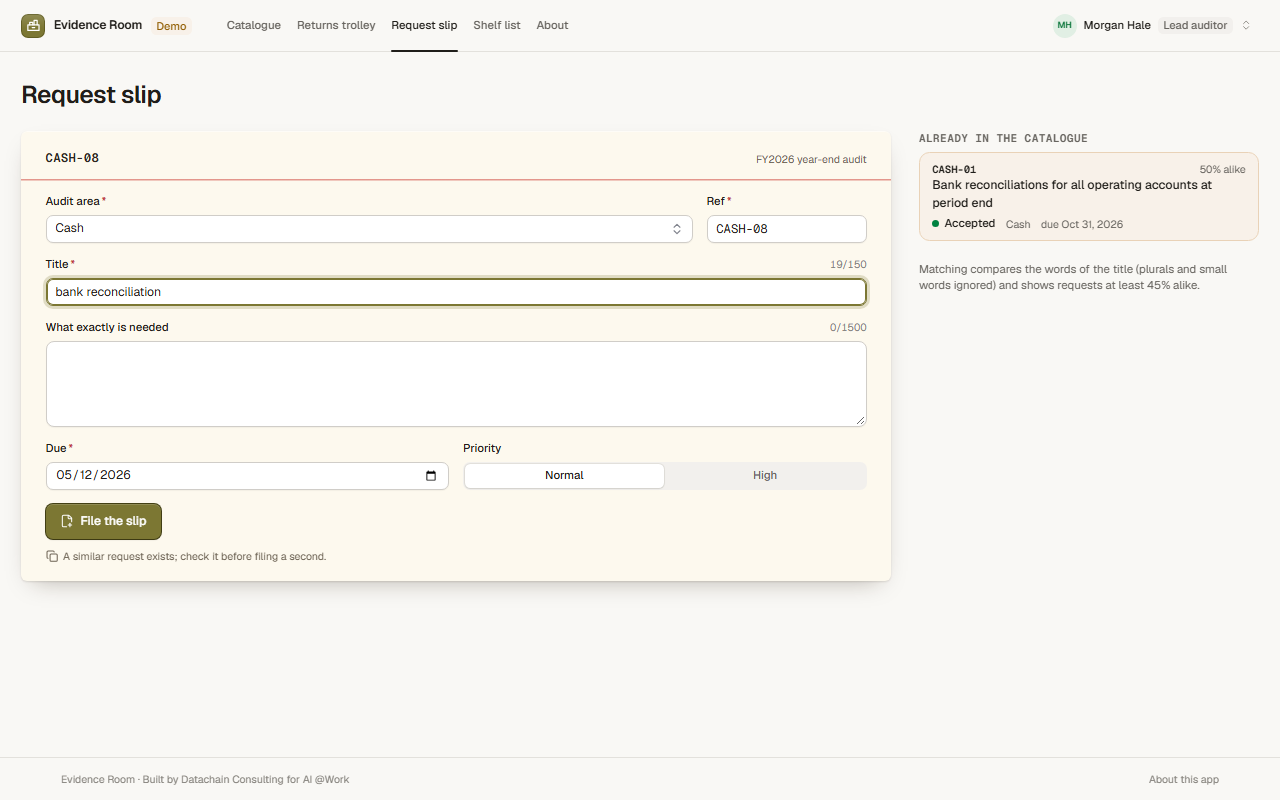 Evidence Room Demo Catalogue Returns trolley Request slip Shelf list About MH Morgan Hale Lead auditor
Request slip
CASH-08 FY2026 year-end audit
Audit area * Ref *
Cash CASH-08
Title * 19/150
bank reconciliation
What exactly is needed 0/1500
Due * Priority
05/12/2026 Normal High
File the slip
A similar request exists; check it before filing a second.
ALREADY IN THE CATALOGUE
CASH-01 50% alike
Bank reconciliations for all operating accounts at
period end
Accepted Cash due Oct 31, 2026
Matching compares the words of the title (plurals and small
words ignored) and shows requests at least 45% alike.
Evidence Room · Built by Datachain Consulting for AI @Work About this app